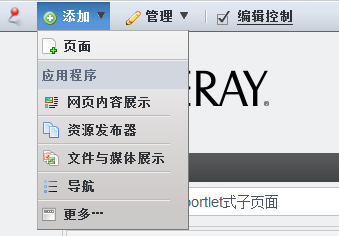 添加 管理 编辑控制
页面
应用程序
网页内容展示
ERAY®
资源发布器
文件与媒体展示
导航
portlet式子页面
更多…